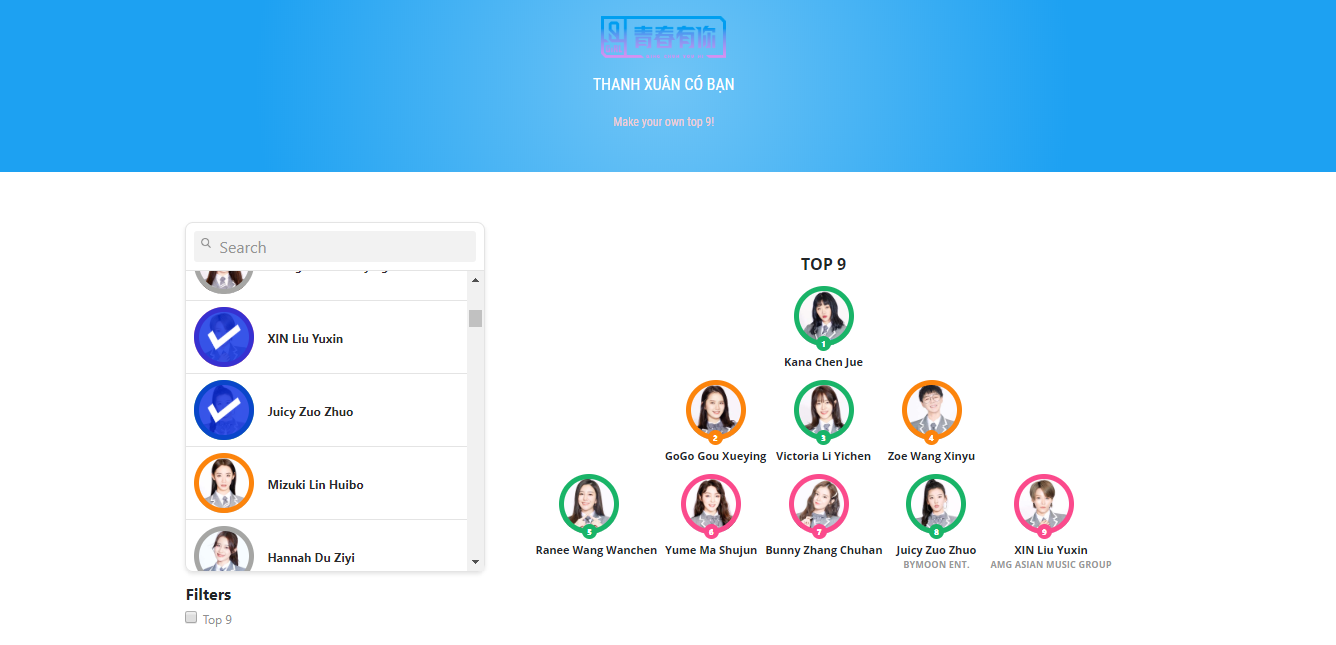 青春有你
THANH XUÂN CÓ BẠN
Make your own top 9!
Search
XIN Liu Yuxin
Juicy Zuo Zhuo
Mizuki Lin Huibo
Hannah Du Ziyi
Filters
Top 9
TOP 9
1
Kana Chen Jue
2
3
4
GoGo Gou Xueying
Victoria Li Yichen
Zoe Wang Xinyu
5
6
7
8
9
Ranee Wang Wanchen
Yume Ma Shujun
Bunny Zhang Chuhan
Juicy Zuo Zhuo
XIN Liu Yuxin
BYMOON ENT.
AMG ASIAN MUSIC GROUP